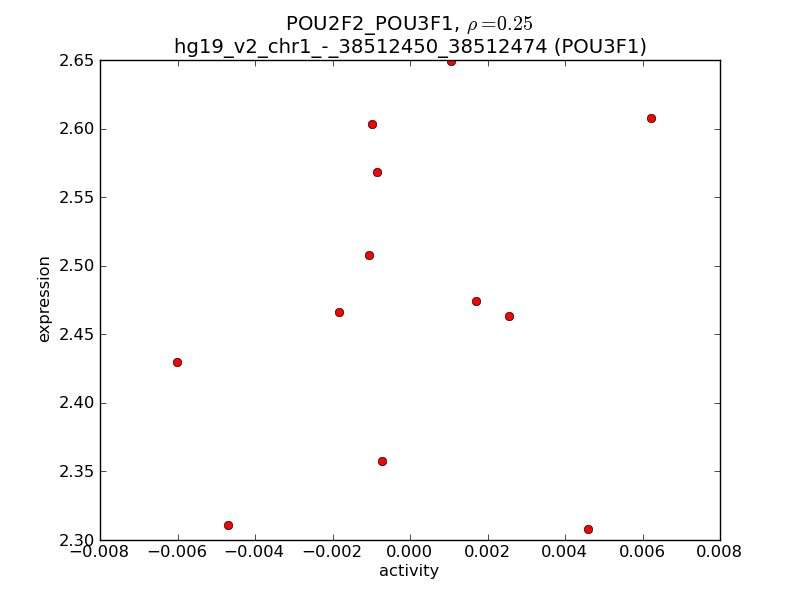 POU2F2_POU3F1, ρ=0.25
hg19_v2_chr1_-_38512450_38512474 (POU3F1)
2.65
2.60
2.55
2.50
2.45
2.40
2.35
2.30
expression
−0.008 −0.006 −0.004 −0.002 0.000 0.002 0.004 0.006 0.008
activity